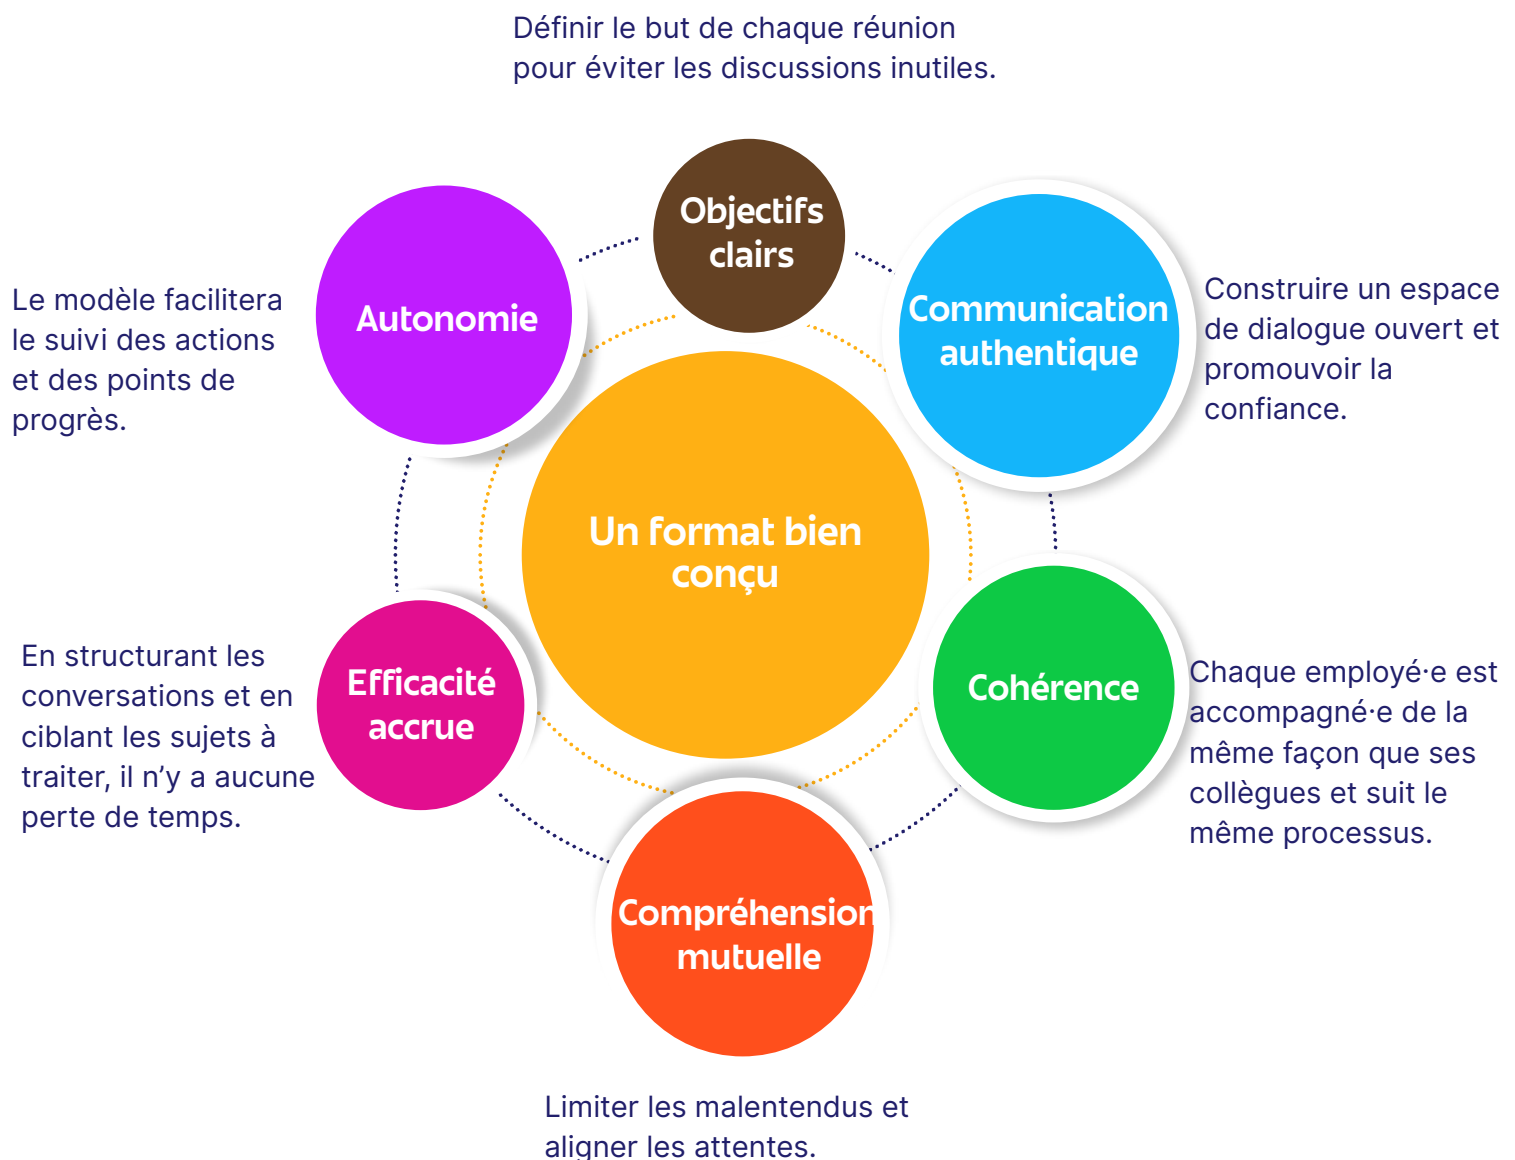 Définir le but de chaque réunion
pour éviter les discussions inutiles.
Objectifs
clairs
Communication
authentique
Construire un espace
de dialogue ouvert et
promouvoir la
confiance.
Autonomie
Le modèle facilitera
le suivi des actions
et des points de
progrès.
Un format bien
conçu
Efficacité
accrue
En structurant les
conversations et en
ciblant les sujets à
traiter, il n’y a aucune
perte de temps.
Cohérence
Chaque employé·e est
accompagné·e de la
même façon que ses
collègues et suit le
même processus.
Compréhension
mutuelle
Limiter les malentendus et
aligner les attentes.